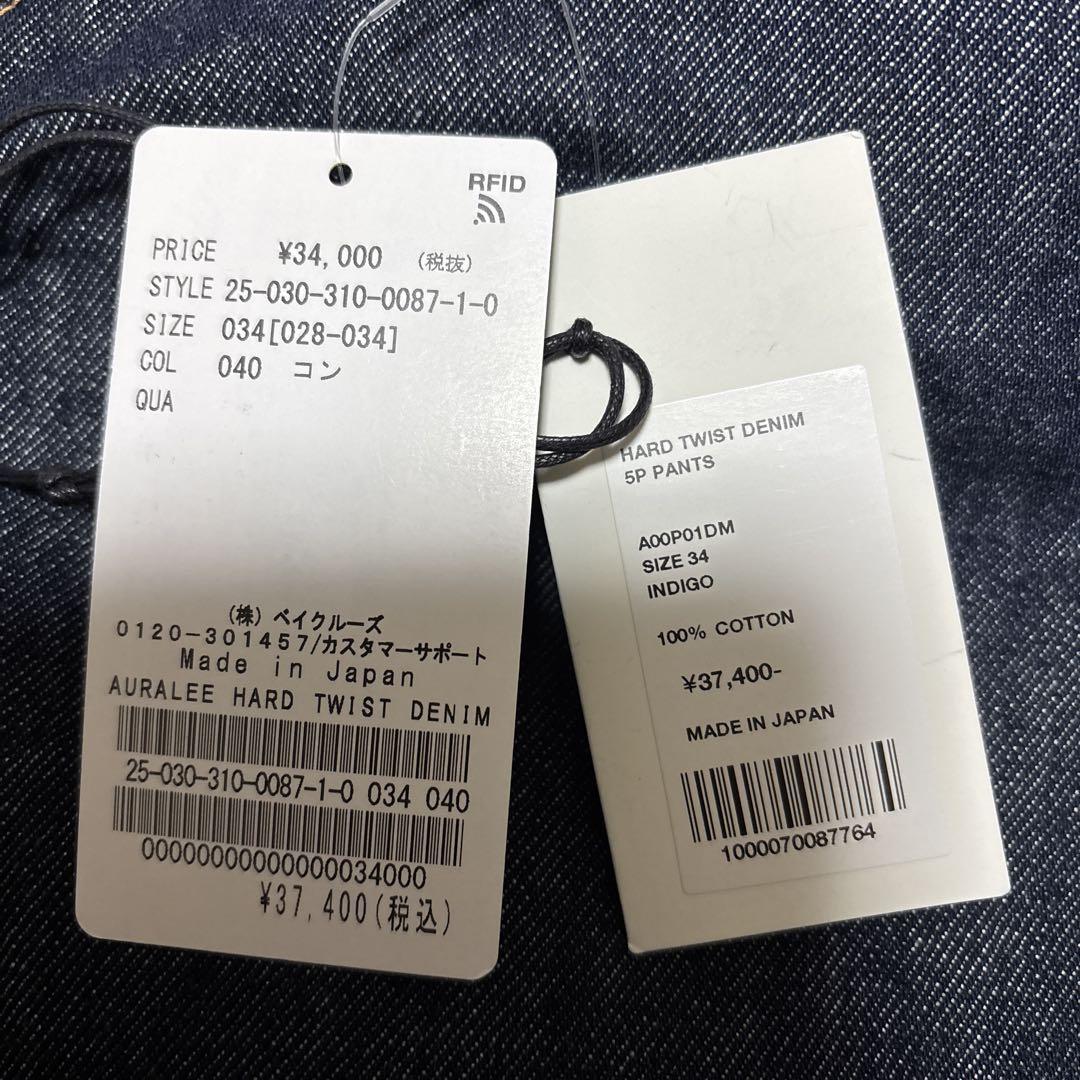 RFID
PRICE ¥34,000 (税抜)
STYLE 25-030-310-0087-1-0
SIZE 034[028-034]
COL 040 コン
QUA
(株) ベイクルーズ
0120-301457/カスタマーサポート
Made in Japan
AURALEE HARD TWIST DENIM
25-030-310-0087-1-0 034 040
00000000000000034000
¥37,400(税込)
HARD TWIST DENIM
5P PANTS
A00P01DM
SIZE 34
INDIGO
100% COTTON
¥37,400-
MADE IN JAPAN
1000070087764